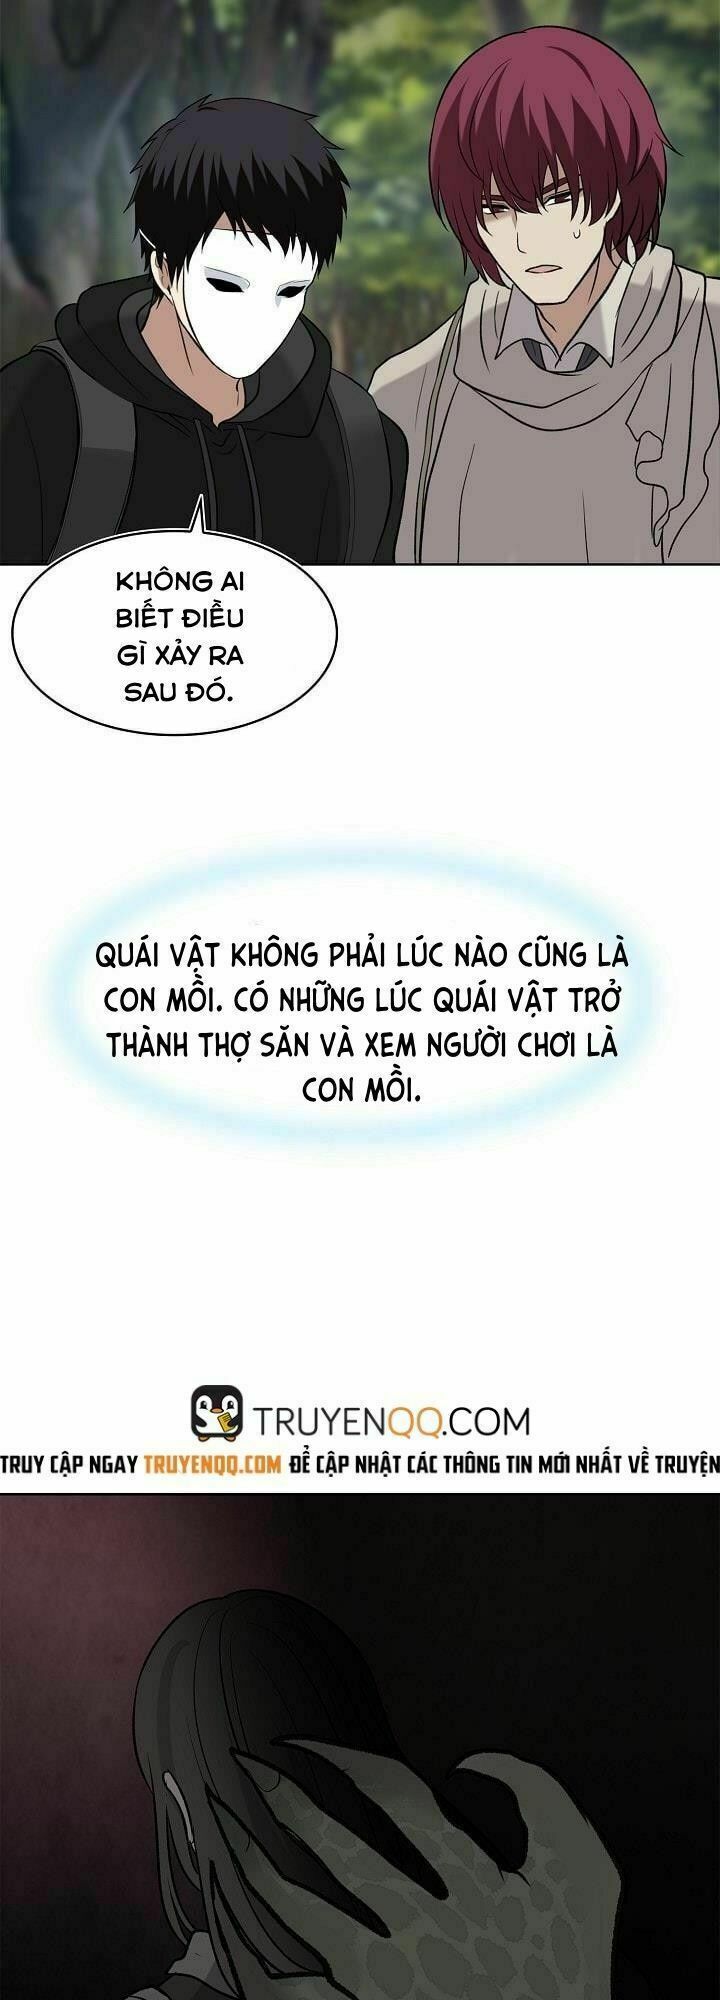 KHÔNG AI
BIẾT ĐIỀU
GÌ XẢY RA
SAU ĐÓ.
QUÁI VẬT KHÔNG PHẢI LÚC NÀO CŨNG LÀ
CON MỒI. CÓ NHỮNG LÚC QUÁI VẬT TRỞ
THÀNH THỢ SĂN VÀ XEM NGƯỜI CHƠI LÀ
CON MỒI.
TRUYENQQ.COM
TRUY CẬP NGAY TRUYENQQ.COM ĐỂ CẬP NHẬT CÁC THÔNG TIN MỚI NHẤT VỀ TRUYỆN